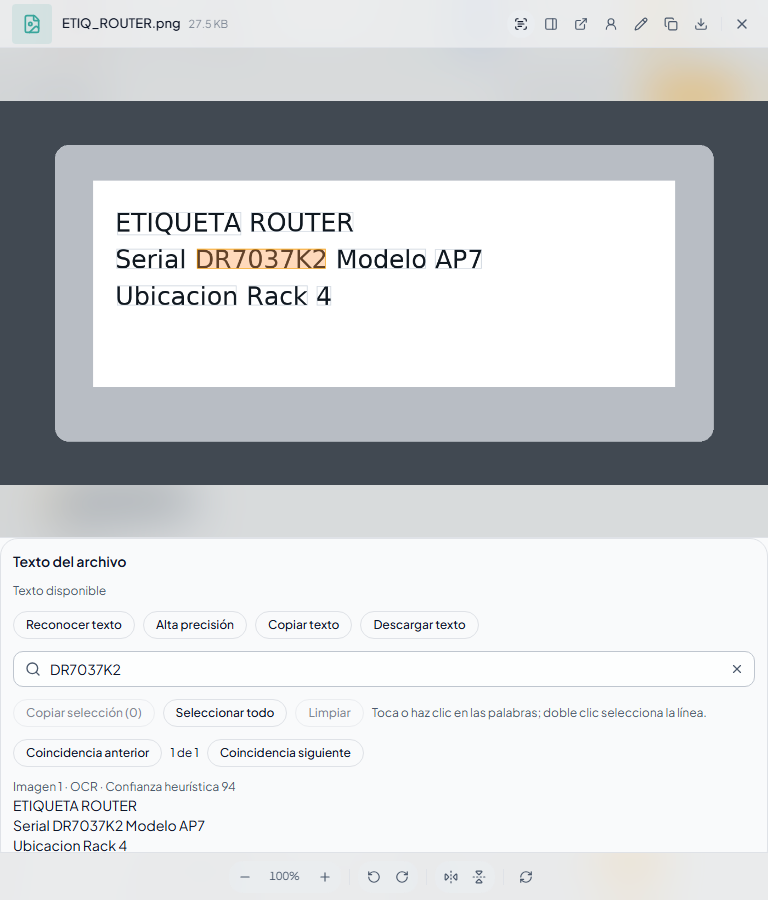 ETIQ_ROUTER.png 27.5 KB
ETIQUETA ROUTER
Serial DR7037K2 Modelo AP7
Ubicacion Rack 4
Texto del archivo
Texto disponible
Reconocer texto Alta precisión Copiar texto Descargar texto
DR7037K2
Copiar selección (0) Seleccionar todo Limpiar Toca o haz clic en las palabras; doble clic selecciona la línea.
Coincidencia anterior 1 de 1 Coincidencia siguiente
Imagen 1 · OCR · Confianza heurística 94
ETIQUETA ROUTER
Serial DR7037K2 Modelo AP7
Ubicacion Rack 4
100%